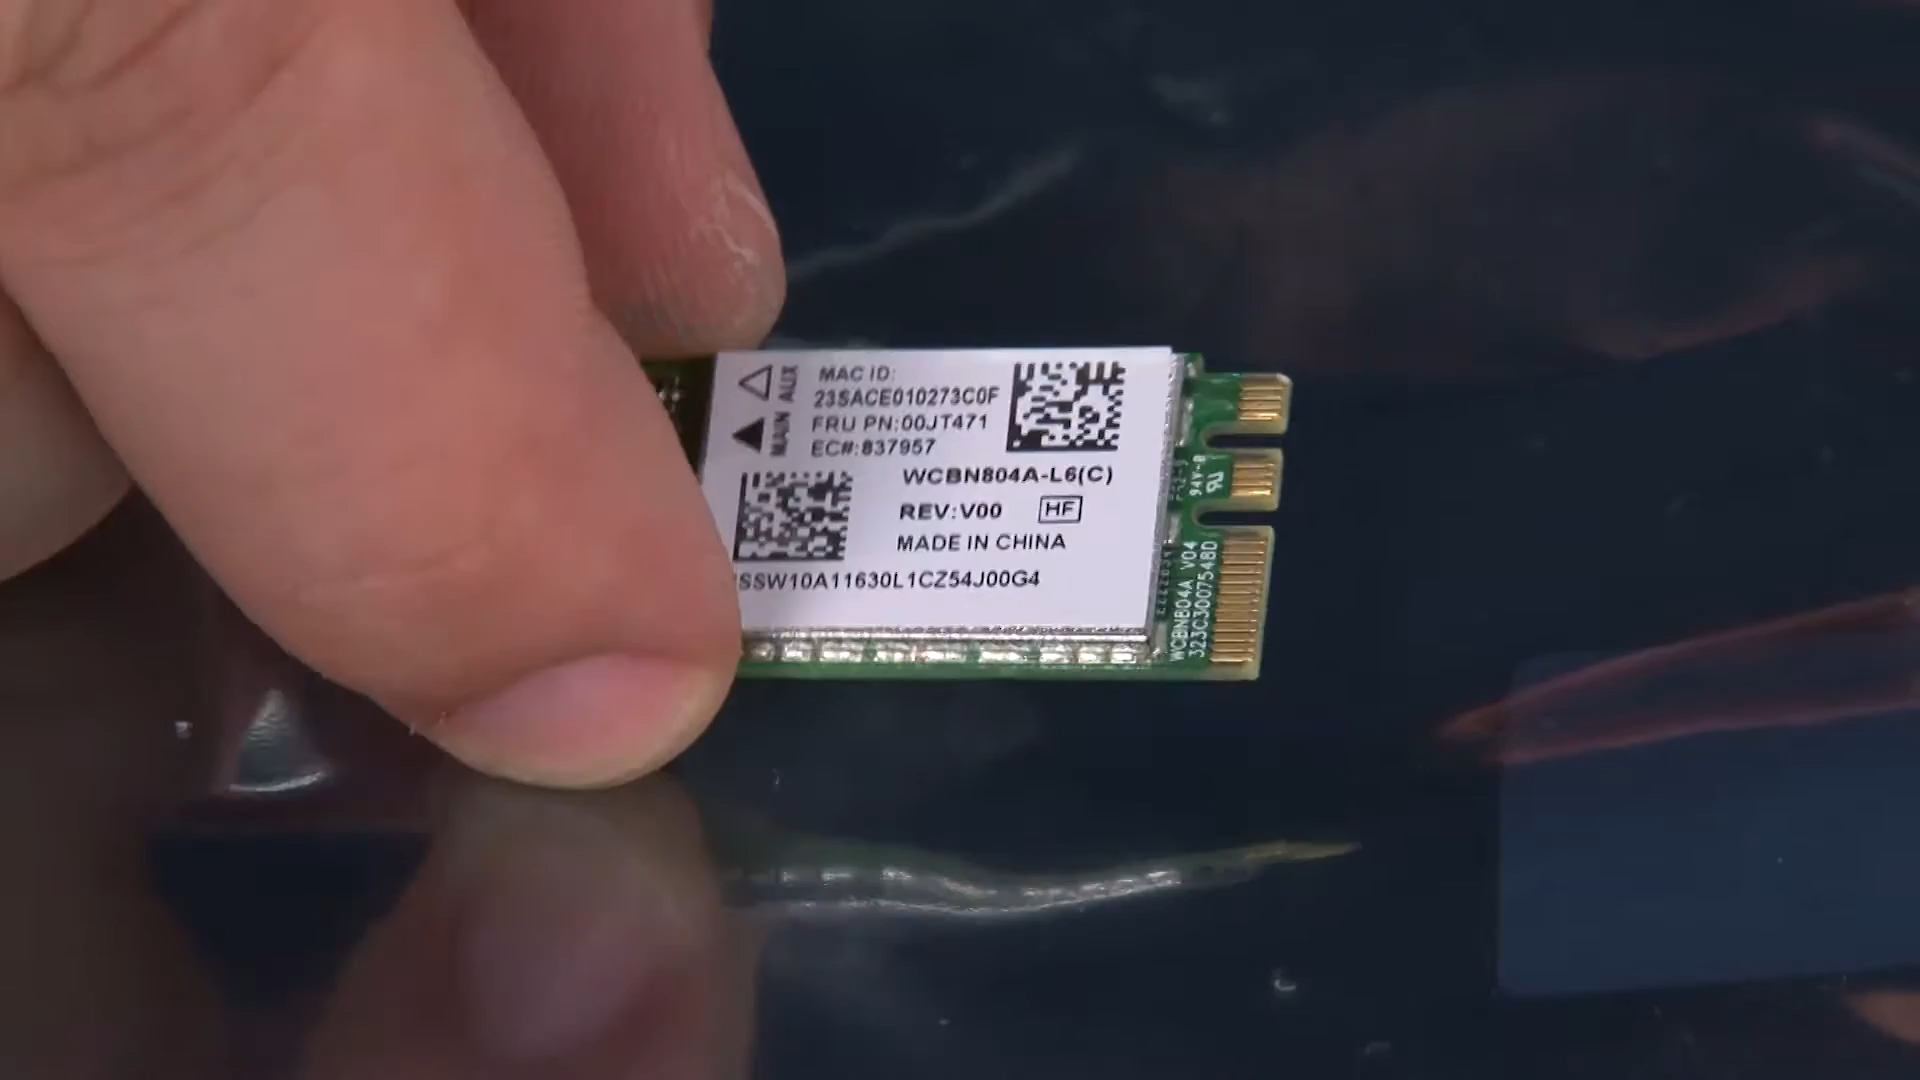 MAIN AUX
MAC ID:
23SACE010273C0F
FRU PN:00JT471
EC#:837957
WCBN804A-L6(C)
REV:V00 HF
MADE IN CHINA
SSW10A11630L1CZ54J00G4
94V-0
WCBN804A V04
323C3007548D